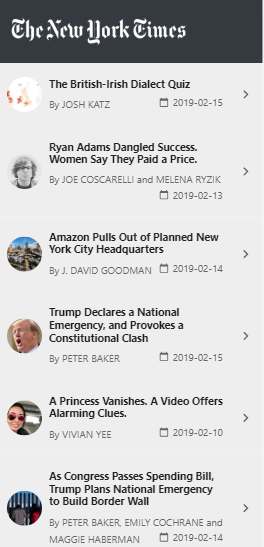 The New York Times
The British-Irish Dialect Quiz
By JOSH KATZ 2019-02-15
Ryan Adams Dangled Success.
Women Say They Paid a Price.
By JOE COSCARELLI and MELENA RYZIK
2019-02-13
Amazon Pulls Out of Planned New
York City Headquarters
By J. DAVID GOODMAN 2019-02-14
Trump Declares a National
Emergency, and Provokes a
Constitutional Clash
By PETER BAKER 2019-02-15
A Princess Vanishes. A Video Offers
Alarming Clues.
By VIVIAN YEE 2019-02-10
As Congress Passes Spending Bill,
Trump Plans National Emergency
to Build Border Wall
By PETER BAKER, EMILY COCHRANE and
MAGGIE HABERMAN 2019-02-14